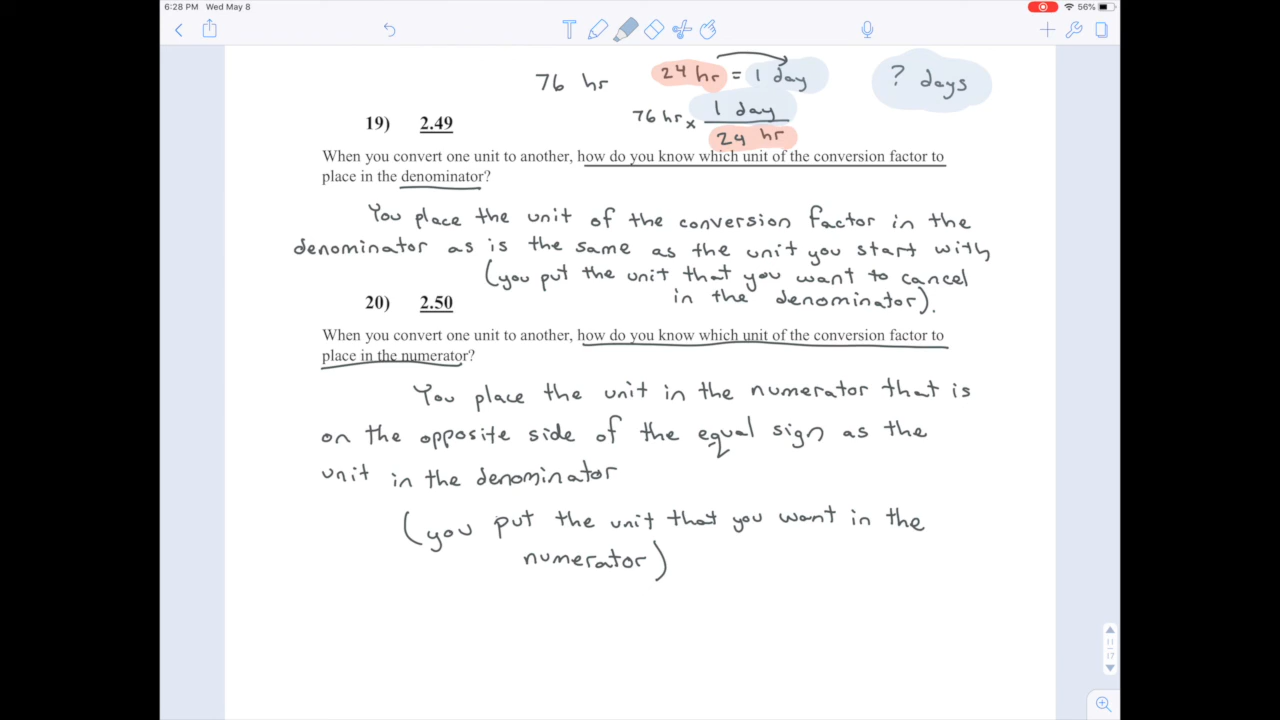 6:28 PM Wed May 8
56%
76 hr 24 hr = 1 day ? days
76 hr x 1 day
24 hr
19) 2.49
When you convert one unit to another, how do you know which unit of the conversion factor to
place in the denominator?
You place the unit of the conversion factor in the
denominator as is the same as the unit you start with
(you put the unit that you want to cancel
in the denominator).
20) 2.50
When you convert one unit to another, how do you know which unit of the conversion factor to
place in the numerator?
You place the unit in the numerator that is
on the opposite side of the equal sign as the
unit in the denominator
(you put the unit that you want in the
numerator)
11
17